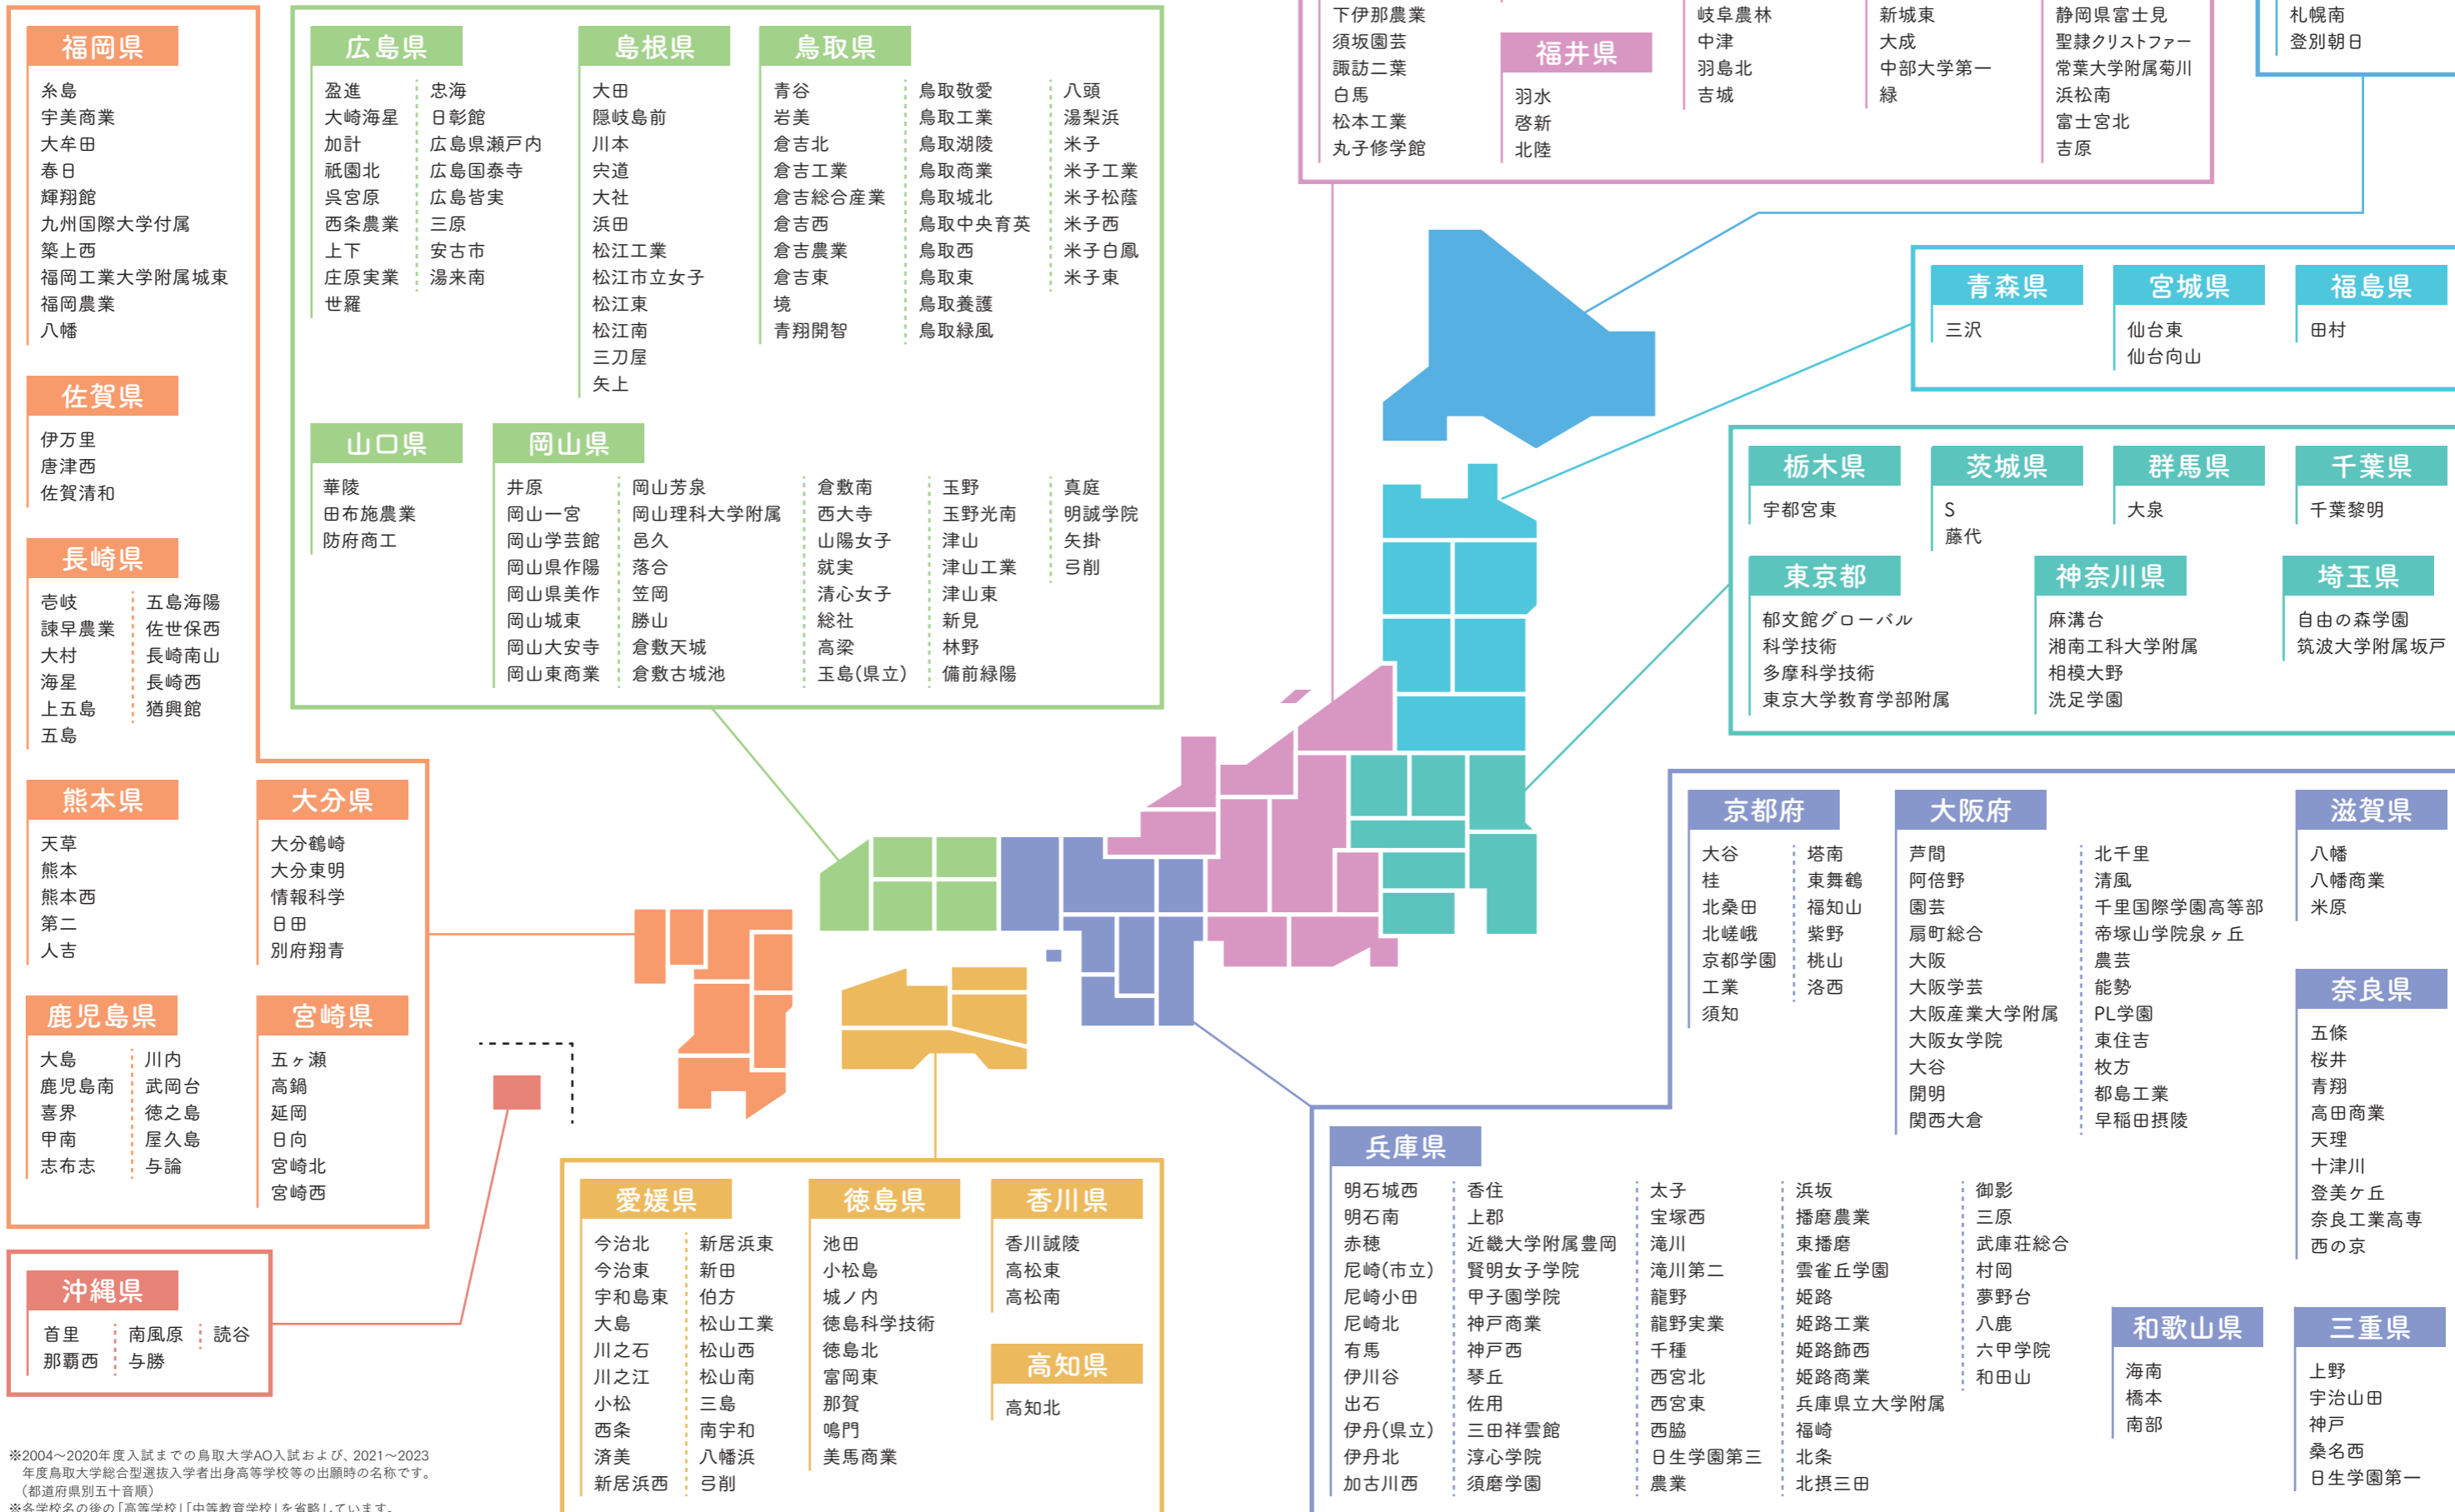 福岡県
糸島
宇美商業
大牟田
春日
輝翔館
九州国際大学付属
築上西
福岡工業大学附属城東
福岡農業
八幡
佐賀県
伊万里
唐津西
佐賀清和
長崎県
壱岐
諫早農業
大村
海星
上五島
五島
五島海陽
佐世保西
長崎南山
長崎西
猶興館
熊本県
天草
熊本
熊本西
第二
人吉
大分県
大分鶴崎
大分東明
情報科学
日田
別府翔青
鹿児島県
大島
鹿児島南
喜界
甲南
志布志
川内
武岡台
徳之島
屋久島
与論
宮崎県
五ヶ瀬
高鍋
延岡
日向
宮崎北
宮崎西
沖縄県
首里
那覇西
南風原
与勝
読谷
※2004〜2020年度入試までの鳥取大学AO入試および、2021〜2023
年度鳥取大学総合型選抜入学者出身高等学校等の出願時の名称です。
（都道府県別五十音順）
※各学校名の後の「高等学校」「中等教育学校」を省略しています。
広島県
盈進
大崎海星
加計
祇園北
呉宮原
西条農業
上下
庄原実業
世羅
忠海
日彰館
広島県瀬戸内
広島国泰寺
広島皆実
三原
安古市
湯来南
島根県
大田
隠岐島前
川本
宍道
大社
浜田
松江工業
松江市立女子
松江東
松江南
三刀屋
矢上
鳥取県
青谷
岩美
倉吉北
倉吉工業
倉吉総合産業
倉吉西
倉吉農業
倉吉東
境
青翔開智
鳥取敬愛
鳥取工業
鳥取湖陵
鳥取商業
鳥取城北
鳥取中央育英
鳥取西
鳥取東
鳥取養護
鳥取緑風
八頭
湯梨浜
米子
米子工業
米子松蔭
米子西
米子白鳳
米子東
山口県
華陵
田布施農業
防府商工
岡山県
井原
岡山一宮
岡山学芸館
岡山県作陽
岡山県美作
岡山城東
岡山大安寺
岡山東商業
岡山芳泉
岡山理科大学附属
邑久
落合
笠岡
勝山
倉敷天城
倉敷古城池
倉敷南
西大寺
山陽女子
就実
清心女子
総社
高梁
玉島(県立)
玉野
玉野光南
津山
津山工業
津山東
新見
林野
備前緑陽
真庭
明誠学院
矢掛
弓削
愛媛県
今治北
今治東
宇和島東
大島
川之石
川之江
小松
西条
済美
新居浜西
新居浜東
新田
伯方
松山工業
松山西
松山南
三島
南宇和
八幡浜
弓削
徳島県
池田
小松島
城ノ内
徳島科学技術
徳島北
富岡東
那賀
鳴門
美馬商業
香川県
香川誠陵
高松東
高松南
高知県
高知北
下伊那農業
須坂園芸
諏訪二葉
白馬
松本工業
丸子修学館
福井県
羽水
啓新
北陸
岐阜農林
中津
羽島北
吉城
新城東
大成
中部大学第一
緑
静岡県富士見
聖隷クリストファー
常葉大学附属菊川
浜松南
富士宮北
吉原
札幌南
登別朝日
青森県
三沢
宮城県
仙台東
仙台向山
福島県
田村
栃木県
宇都宮東
茨城県
S
藤代
群馬県
大泉
千葉県
千葉黎明
東京都
郁文館グローバル
科学技術
多摩科学技術
東京大学教育学部附属
神奈川県
麻溝台
湘南工科大学附属
相模大野
洗足学園
埼玉県
自由の森学園
筑波大学附属坂戸
京都府
大谷
桂
北桑田
北嵯峨
京都学園
工業
須知
塔南
東舞鶴
福知山
紫野
桃山
洛西
大阪府
芦間
阿倍野
園芸
扇町総合
大阪
大阪学芸
大阪産業大学附属
大阪女学院
大谷
開明
関西大倉
北千里
清風
千里国際学園高等部
帝塚山学院泉ヶ丘
農芸
能勢
PL学園
東住吉
枚方
都島工業
早稲田摂陵
滋賀県
八幡
八幡商業
米原
奈良県
五條
桜井
青翔
高田商業
天理
十津川
登美ケ丘
奈良工業高専
西の京
兵庫県
明石城西
明石南
赤穂
尼崎(市立)
尼崎小田
尼崎北
有馬
伊川谷
出石
伊丹(県立)
伊丹北
加古川西
香住
上郡
近畿大学附属豊岡
賢明女子学院
甲子園学院
神戸商業
神戸西
琴丘
佐用
三田祥雲館
淳心学院
須磨学園
太子
宝塚西
滝川
滝川第二
龍野
龍野実業
千種
西宮北
西宮東
西脇
日生学園第三
農業
浜坂
播磨農業
東播磨
雲雀丘学園
姫路
姫路工業
姫路飾西
姫路商業
兵庫県立大学附属
福崎
北条
北摂三田
御影
三原
武庫荘総合
村岡
夢野台
八鹿
六甲学院
和田山
和歌山県
海南
橋本
南部
三重県
上野
宇治山田
神戸
桑名西
日生学園第一